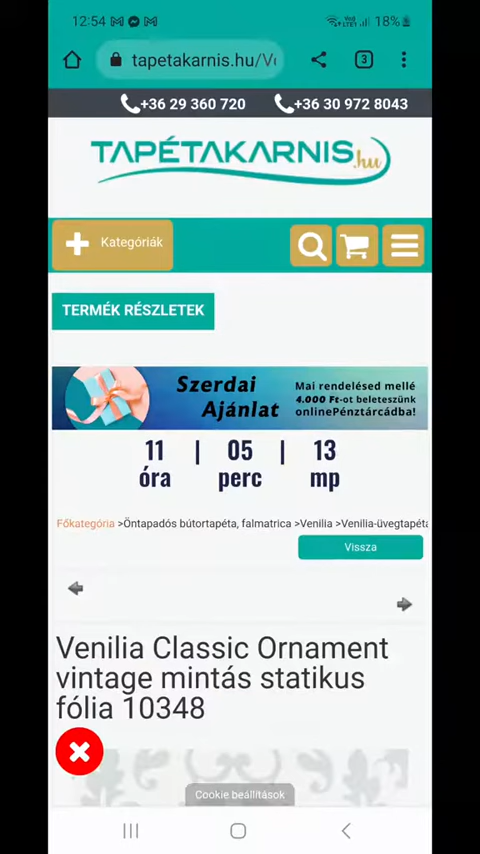 12:54 18%
tapetakarnis.hu/V 3
+36 29 360 720 +36 30 972 8043
TAPÉTAKARNIS.hu
Kategóriák
TERMÉK RÉSZLETEK
Szerdai Ajánlat
Mai rendelésed mellé
4.000 Ft-ot beleteszünk
onlinePénztárcádba!
11 | 05 | 13
óra perc mp
Főkategória >Öntapadós bútortapéta, falmatrica >Venilia >Venilia-üvegtapéta
Vissza
Venilia Classic Ornament
vintage mintás statikus
fólia 10348
Cookie beállítások